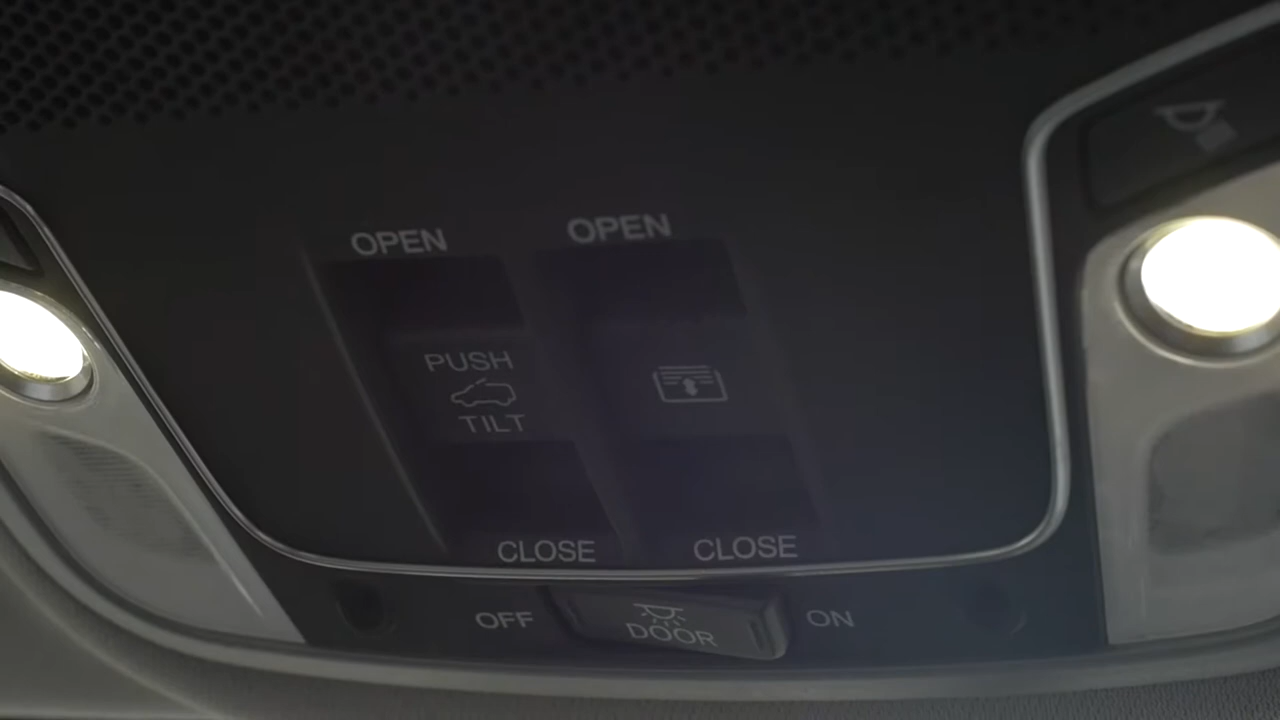 OPEN OPEN
PUSH
TILT
CLOSE CLOSE
OFF DOOR ON